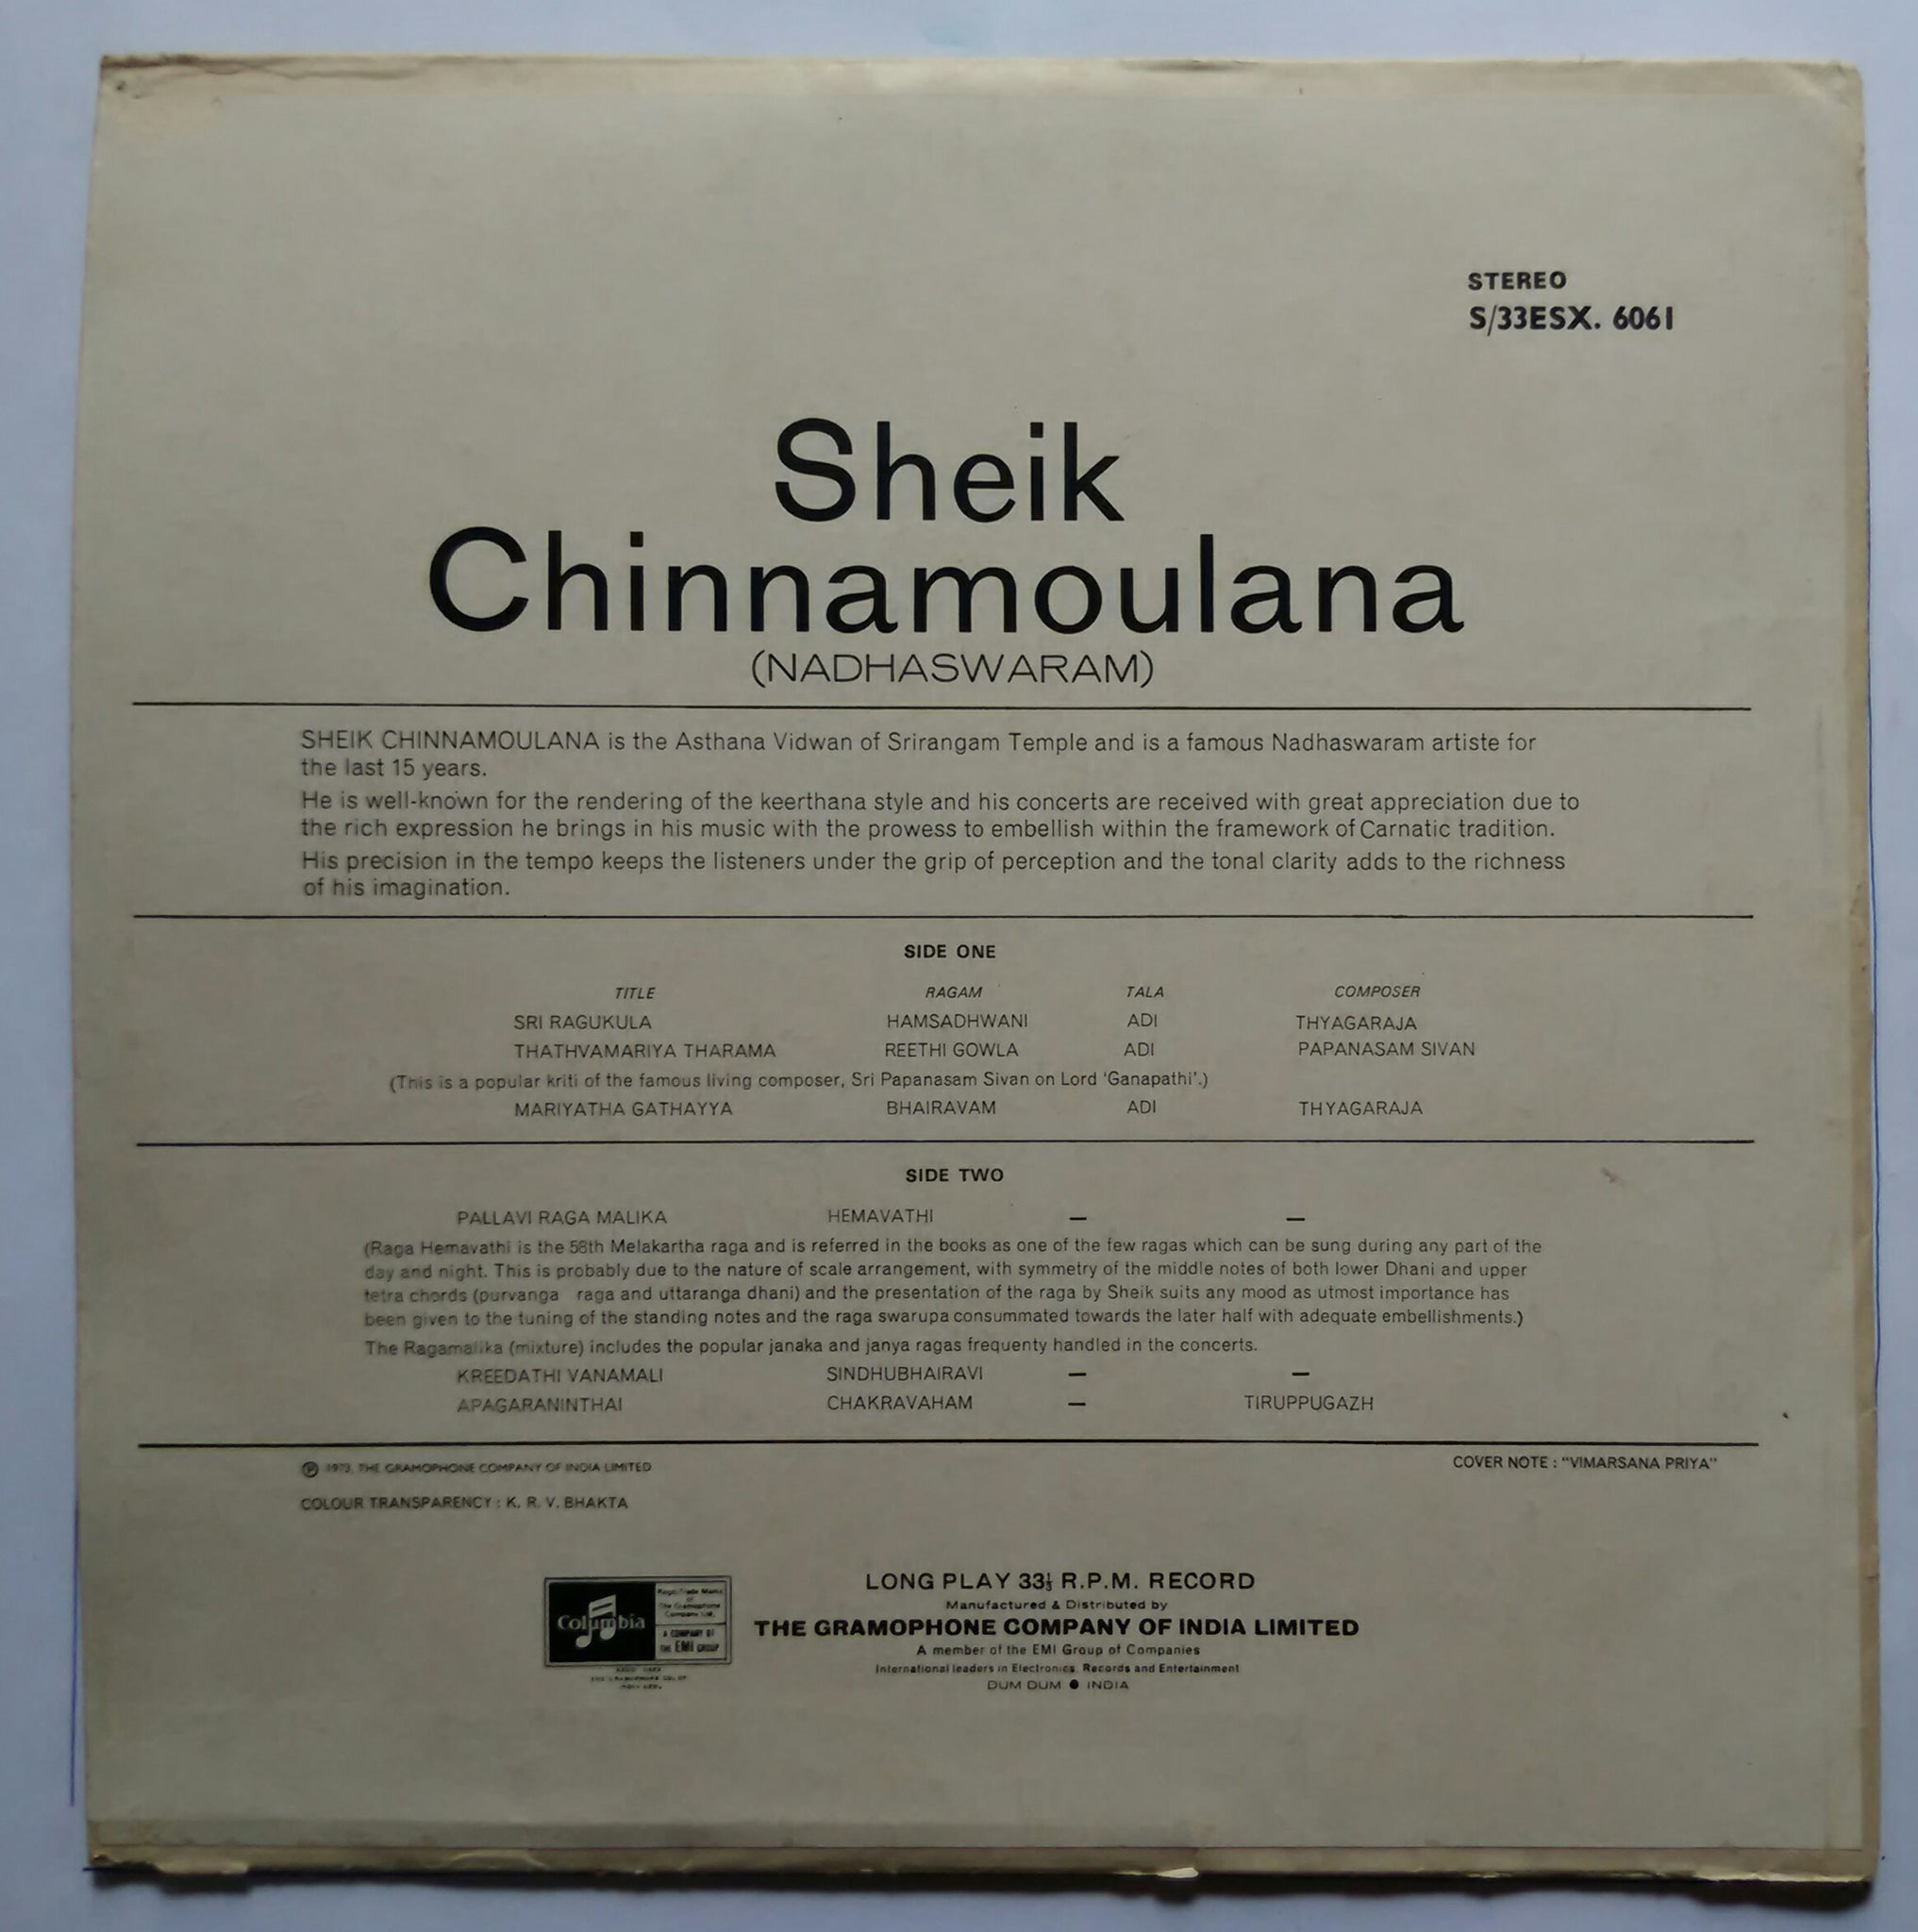 STEREO
S/33ESX. 6061
Sheik
Chinnamoulana
(NADHASWARAM)
SHEIK CHINNAMOULANA is the Asthana Vidwan of Srirangam Temple and is a famous Nadhaswaram artiste for
the last 15 years.
He is well-known for the rendering of the keerthana style and his concerts are received with great appreciation due to
the rich expression he brings in his music with the prowess to embellish within the framework of Carnatic tradition.
His precision in the tempo keeps the listeners under the grip of perception and the tonal clarity adds to the richness
of his imagination.
SIDE ONE
TITLE RAGAM TALA COMPOSER
SRI RAGUKULA HAMSADHWANI ADI THYAGARAJA
THATHVAMARIYA THARAMA REETHI GOWLA ADI PAPANASAM SIVAN
(This is a popular kriti of the famous living composer, Sri Papanasam Sivan on Lord 'Ganapathi'.)
MARIYATHA GATHAYYA BHAIRAVAM ADI THYAGARAJA
SIDE TWO
PALLAVI RAGA MALIKA HEMAVATHI — —
(Raga Hemavathi is the 58th Melakartha raga and is referred in the books as one of the few ragas which can be sung during any part of the
day and night. This is probably due to the nature of scale arrangement, with symmetry of the middle notes of both lower Dhani and upper
tetra chords (purvanga raga and uttaranga dhani) and the presentation of the raga by Sheik suits any mood as utmost importance has
been given to the tuning of the standing notes and the raga swarupa consummated towards the later half with adequate embellishments.)
The Ragamalika (mixture) includes the popular janaka and janya ragas frequenty handled in the concerts.
KREEDATHI VANAMALI SINDHUBHAIRAVI — —
APAGARANINTHAI CHAKRAVAHAM — TIRUPPUGAZH
℗ 1973. THE GRAMOPHONE COMPANY OF INDIA LIMITED
COVER NOTE : "VIMARSANA PRIYA"
COLOUR TRANSPARENCY : K. R. V. BHAKTA
Columbia
Regd. Trade Marks
of
The Gramophone
Company Ltd.
A COMPANY OF
THE EMI GROUP
LONG PLAY 33⅓ R.P.M. RECORD
Manufactured & Distributed by
THE GRAMOPHONE COMPANY OF INDIA LIMITED
A member of the EMI Group of Companies
International leaders in Electronics, Records and Entertainment
DUM DUM ● INDIA